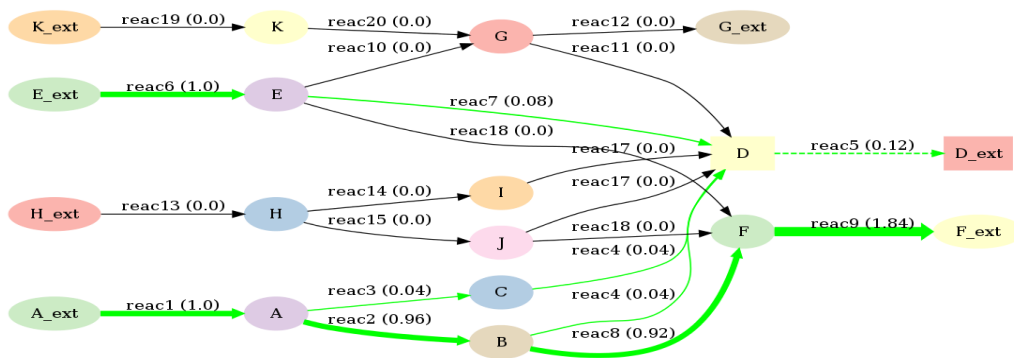 K_ext reac19 (0.0) K reac20 (0.0) G reac12 (0.0) G_ext
reac10 (0.0) reac11 (0.0)
E_ext reac6 (1.0) E reac7 (0.08)
reac18 (0.0)
reac17 (0.0) D reac5 (0.12) D_ext
reac14 (0.0) I reac17 (0.0)
H_ext reac13 (0.0) H reac15 (0.0) J reac18 (0.0) F reac9 (1.84) F_ext
reac4 (0.04)
reac3 (0.04) C reac4 (0.04)
A_ext reac1 (1.0) A reac2 (0.96) B reac8 (0.92)